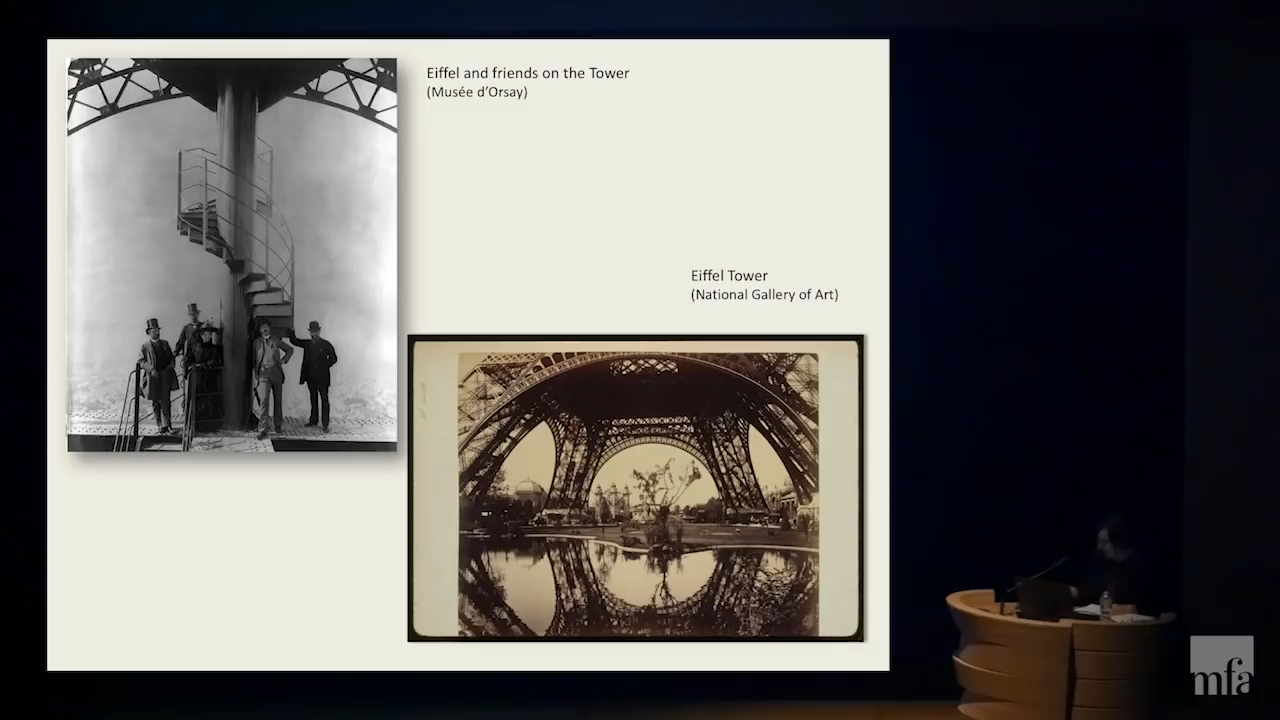 Eiffel and friends on the Tower
(Musée d’Orsay)
Eiffel Tower
(National Gallery of Art)
mfa